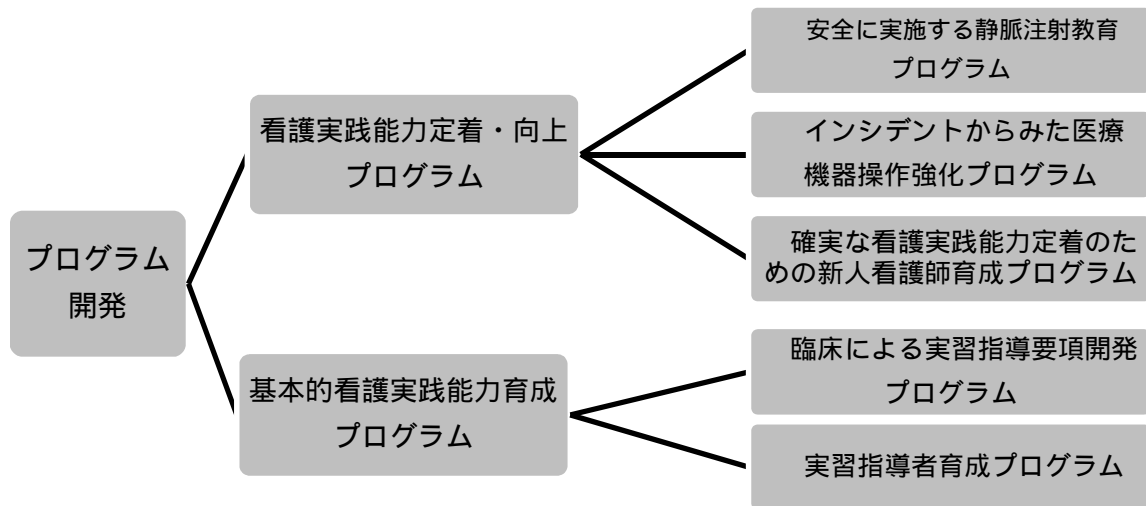 プログラム
開発
看護実践能力定着・向上
プログラム
安全に実施する静脈注射教育
プログラム
インシデントからみた医療
機器操作強化プログラム
確実な看護実践能力定着のた
めの新人看護師育成プログラム
基本的看護実践能力育成
プログラム
臨床による実習指導要項開発
プログラム
実習指導者育成プログラム